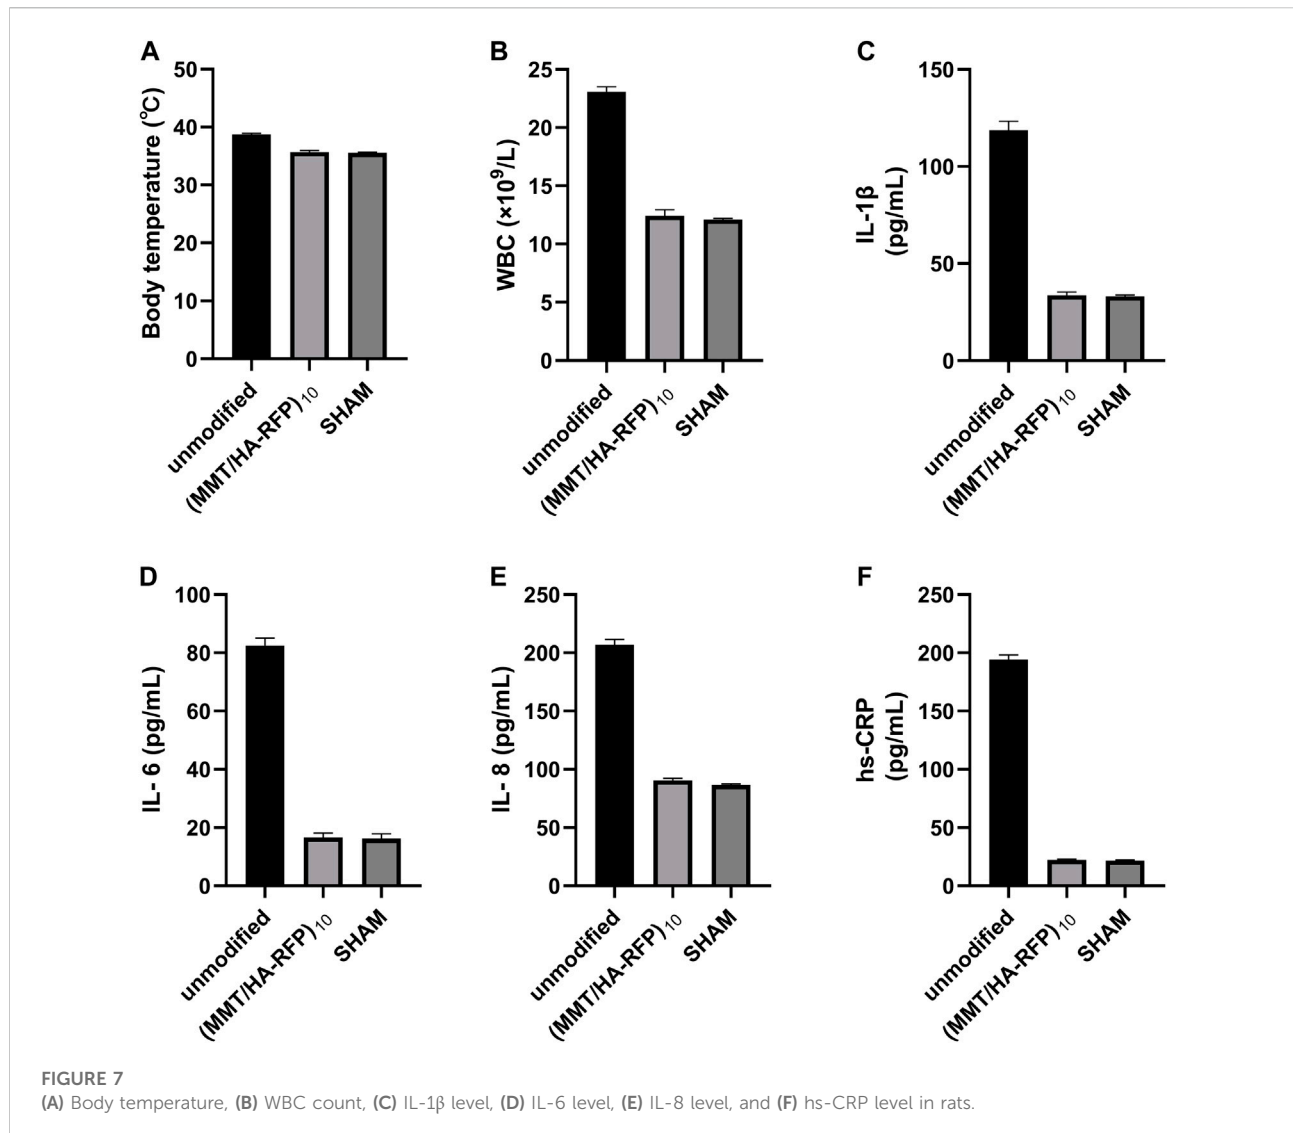 A
Body temperature (℃)
50
40
30
20
10
0
unmodified
(MMT/HA-RFP)₁₀
SHAM
B
WBC (×10⁹/L)
25
20
15
10
5
0
unmodified
(MMT/HA-RFP)₁₀
SHAM
C
IL-1β
(pg/mL)
150
100
50
0
unmodified
(MMT/HA-RFP)₁₀
SHAM
D
IL- 6 (pg/mL)
100
80
60
40
20
0
unmodified
(MMT/HA-RFP)₁₀
SHAM
E
IL- 8 (pg/mL)
250
200
150
100
50
0
unmodified
(MMT/HA-RFP)₁₀
SHAM
F
hs-CRP
(pg/mL)
250
200
150
100
50
0
unmodified
(MMT/HA-RFP)₁₀
SHAM
FIGURE 7
(A) Body temperature, (B) WBC count, (C) IL-1β level, (D) IL-6 level, (E) IL-8 level, and (F) hs-CRP level in rats.